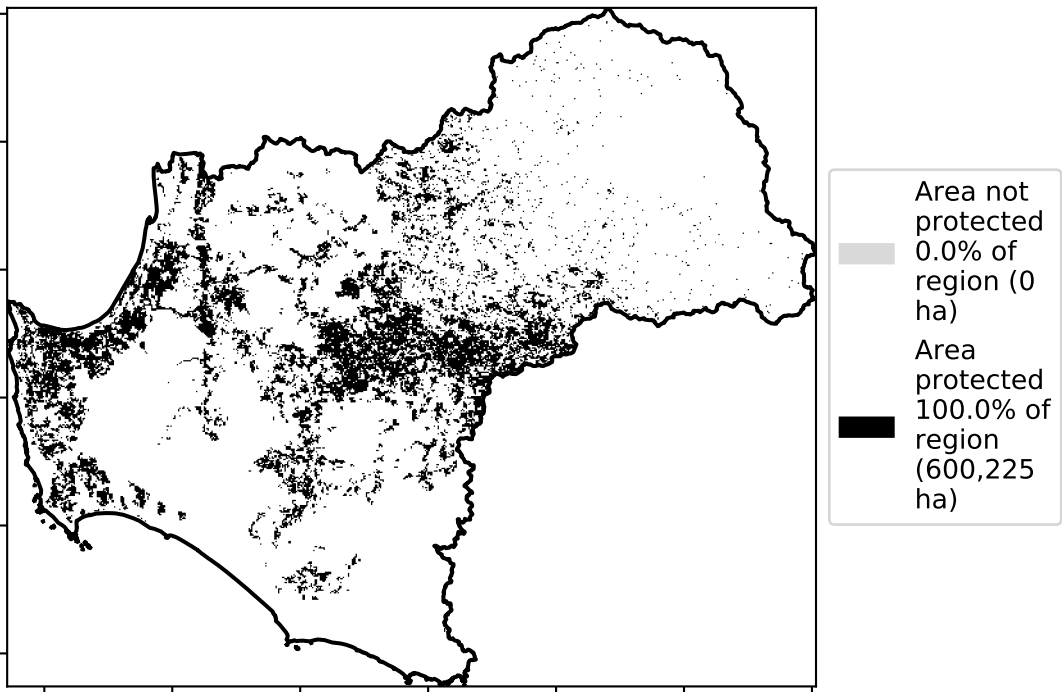 Area not
protected
0.0% of
region (0
ha)
Area
protected
100.0% of
region
(600,225
ha)